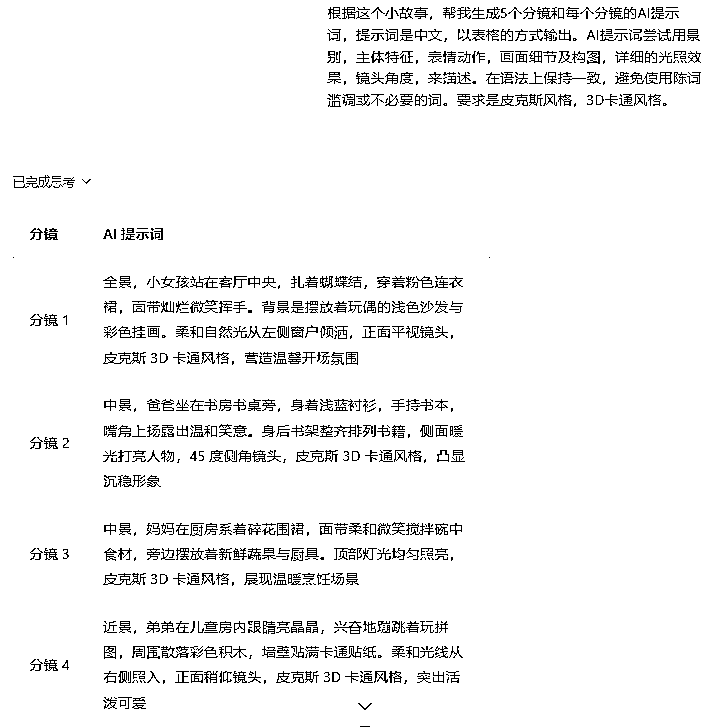 根据这个小故事，帮我生成5个分镜和每个分镜的AI提示
词，提示词是中文，以表格的方式输出。AI提示词尝试用景
别，主体特征，表情动作，画面细节及构图，详细的光照效
果，镜头角度，来描述。在语法上保持一致，避免使用陈词
滥调或不必要的词。要求是皮克斯风格，3D卡通风格。
已完成思考
分镜 AI 提示词
全景，小女孩站在客厅中央，扎着蝴蝶结，穿着粉色连衣
裙，面带灿烂微笑挥手。背景是摆放着玩偶的浅色沙发与
分镜 1
彩色挂画。柔和自然光从左侧窗户倾洒，正面平视镜头，
皮克斯 3D 卡通风格，营造温馨开场氛围
中景，爸爸坐在书房书桌旁，身着浅蓝衬衫，手持书本，
嘴角上扬露出温和笑意。身后书架整齐排列书籍，侧面暖
分镜 2
光打亮人物，45 度侧角镜头，皮克斯 3D 卡通风格，凸显
沉稳形象
中景，妈妈在厨房系着碎花围裙，面带柔和微笑搅拌碗中
分镜 3 食材，旁边摆放着新鲜蔬果与厨具。顶部灯光均匀照亮，
皮克斯 3D 卡通风格，展现温暖烹饪场景
近景，弟弟在儿童房内眼睛亮晶晶，兴奋地蹦跳着玩拼
图，周围散落彩色积木，墙壁贴满卡通贴纸。柔和光线从
分镜 4
右侧照入，正面稍仰镜头，皮克斯 3D 卡通风格，突出活
泼可爱